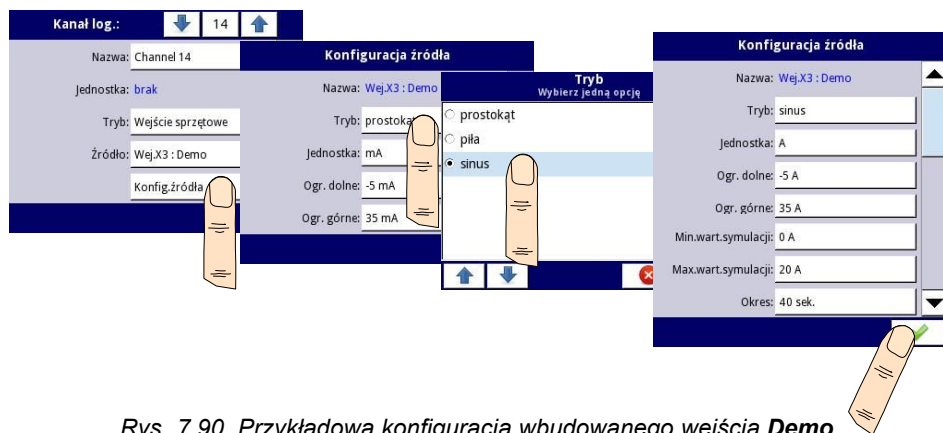 Kanał log.: 14
Nazwa: Channel 14
Jednostka: brak
Tryb: Wejście sprzętowe
Źródło: Wej.X3 : Demo
Konfig.źródła
Konfiguracja źródła
Nazwa: Wej.X3 : Demo
Tryb: prostokąt
Jednostka: mA
Ogr. dolne: -5 mA
Ogr. górne: 35 mA
Tryb
Wybierz jedną opcję
prostokąt
piła
sinus
Konfiguracja źródła
Nazwa: Wej.X3 : Demo
Tryb: sinus
Jednostka: A
Ogr. dolne: -5 A
Ogr. górne: 35 A
Min.wart.symulacji: 0 A
Max.wart.symulacji: 20 A
Okres: 40 sek.
Rys. 7.90. Przykładowa konfiguracja wbudowanego wejścia Demo